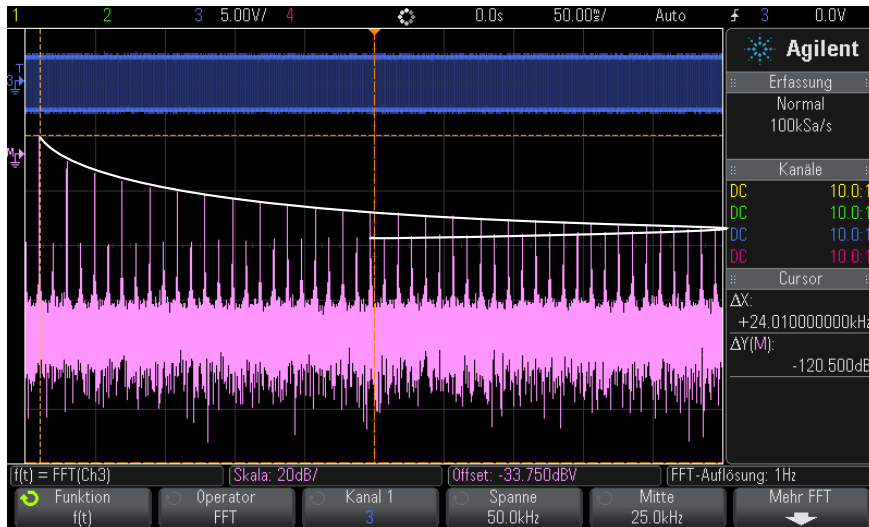 1 2 3 5.00V/ 4 0.0s 50.00ms/ Auto 3 0.0V
Agilent
Erfassung
Normal
100kSa/s
Kanäle
DC 10.0:1
DC 10.0:1
DC 10.0:1
DC 10.0:1
Cursor
ΔX:
+24.010000000kHz
ΔY(M):
-120.500dB
T
3
M
f(t) = FFT(Ch3) Skala: 20dB/ Offset: -33.750dBV FFT-Auflösung: 1Hz
Funktion Operator Kanal 1 Spanne Mitte Mehr FFT
f(t) FFT 3 50.0kHz 25.0kHz